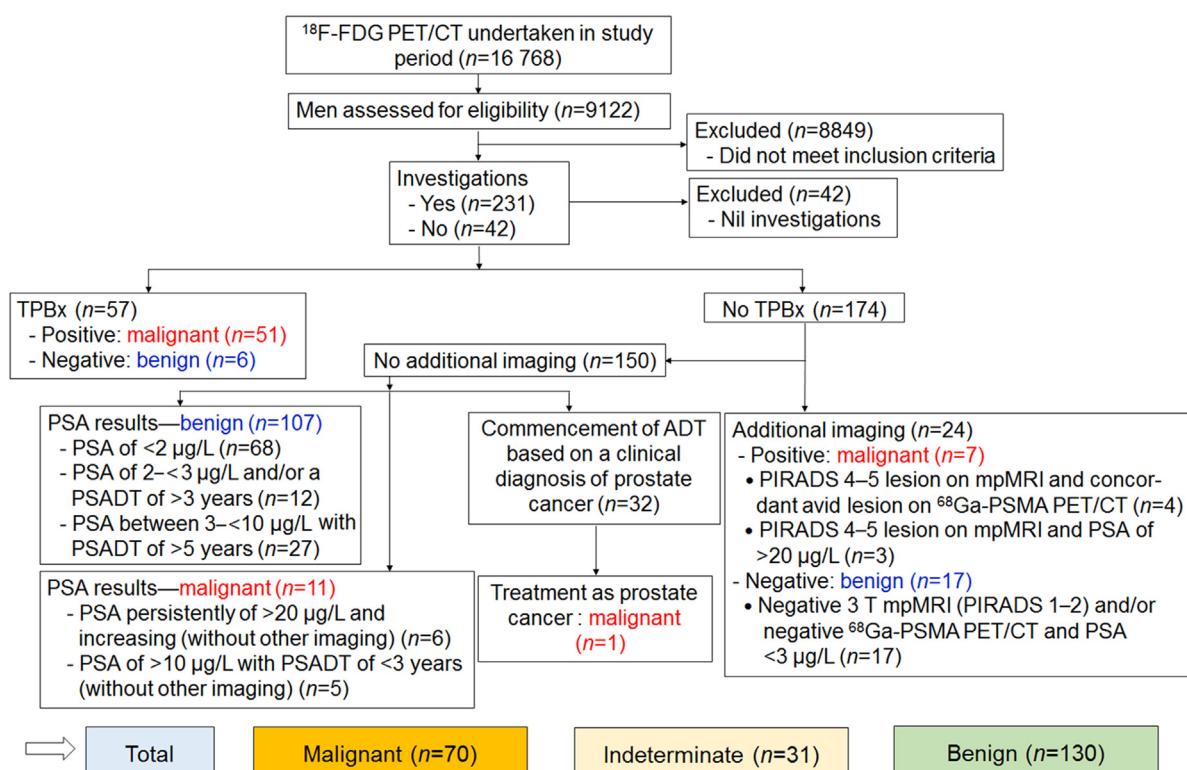 ¹⁸F-FDG PET/CT undertaken in study
period (n=16 768)
Men assessed for eligibility (n=9122)
Excluded (n=8849)
- Did not meet inclusion criteria
Investigations
- Yes (n=231)
- No (n=42)
Excluded (n=42)
- Nil investigations
TPBx (n=57)
- Positive: malignant (n=51)
- Negative: benign (n=6)
No TPBx (n=174)
No additional imaging (n=150)
PSA results—benign (n=107)
- PSA of <2 µg/L (n=68)
- PSA of 2–<3 µg/L and/or a
PSADT of >3 years (n=12)
- PSA between 3–<10 µg/L with
PSADT of >5 years (n=27)
PSA results—malignant (n=11)
- PSA persistently of >20 µg/L and
increasing (without other imaging) (n=6)
- PSA of >10 µg/L with PSADT of <3 years
(without other imaging) (n=5)
Commencement of ADT
based on a clinical
diagnosis of prostate
cancer (n=32)
Treatment as prostate
cancer : malignant
(n=1)
Additional imaging (n=24)
- Positive: malignant (n=7)
• PIRADS 4–5 lesion on mpMRI and concor-
dant avid lesion on ⁶⁸Ga-PSMA PET/CT (n=4)
• PIRADS 4–5 lesion on mpMRI and PSA of
>20 µg/L (n=3)
- Negative: benign (n=17)
• Negative 3 T mpMRI (PIRADS 1–2) and/or
negative ⁶⁸Ga-PSMA PET/CT and PSA
<3 µg/L (n=17)
Total
Malignant (n=70)
Indeterminate (n=31)
Benign (n=130)